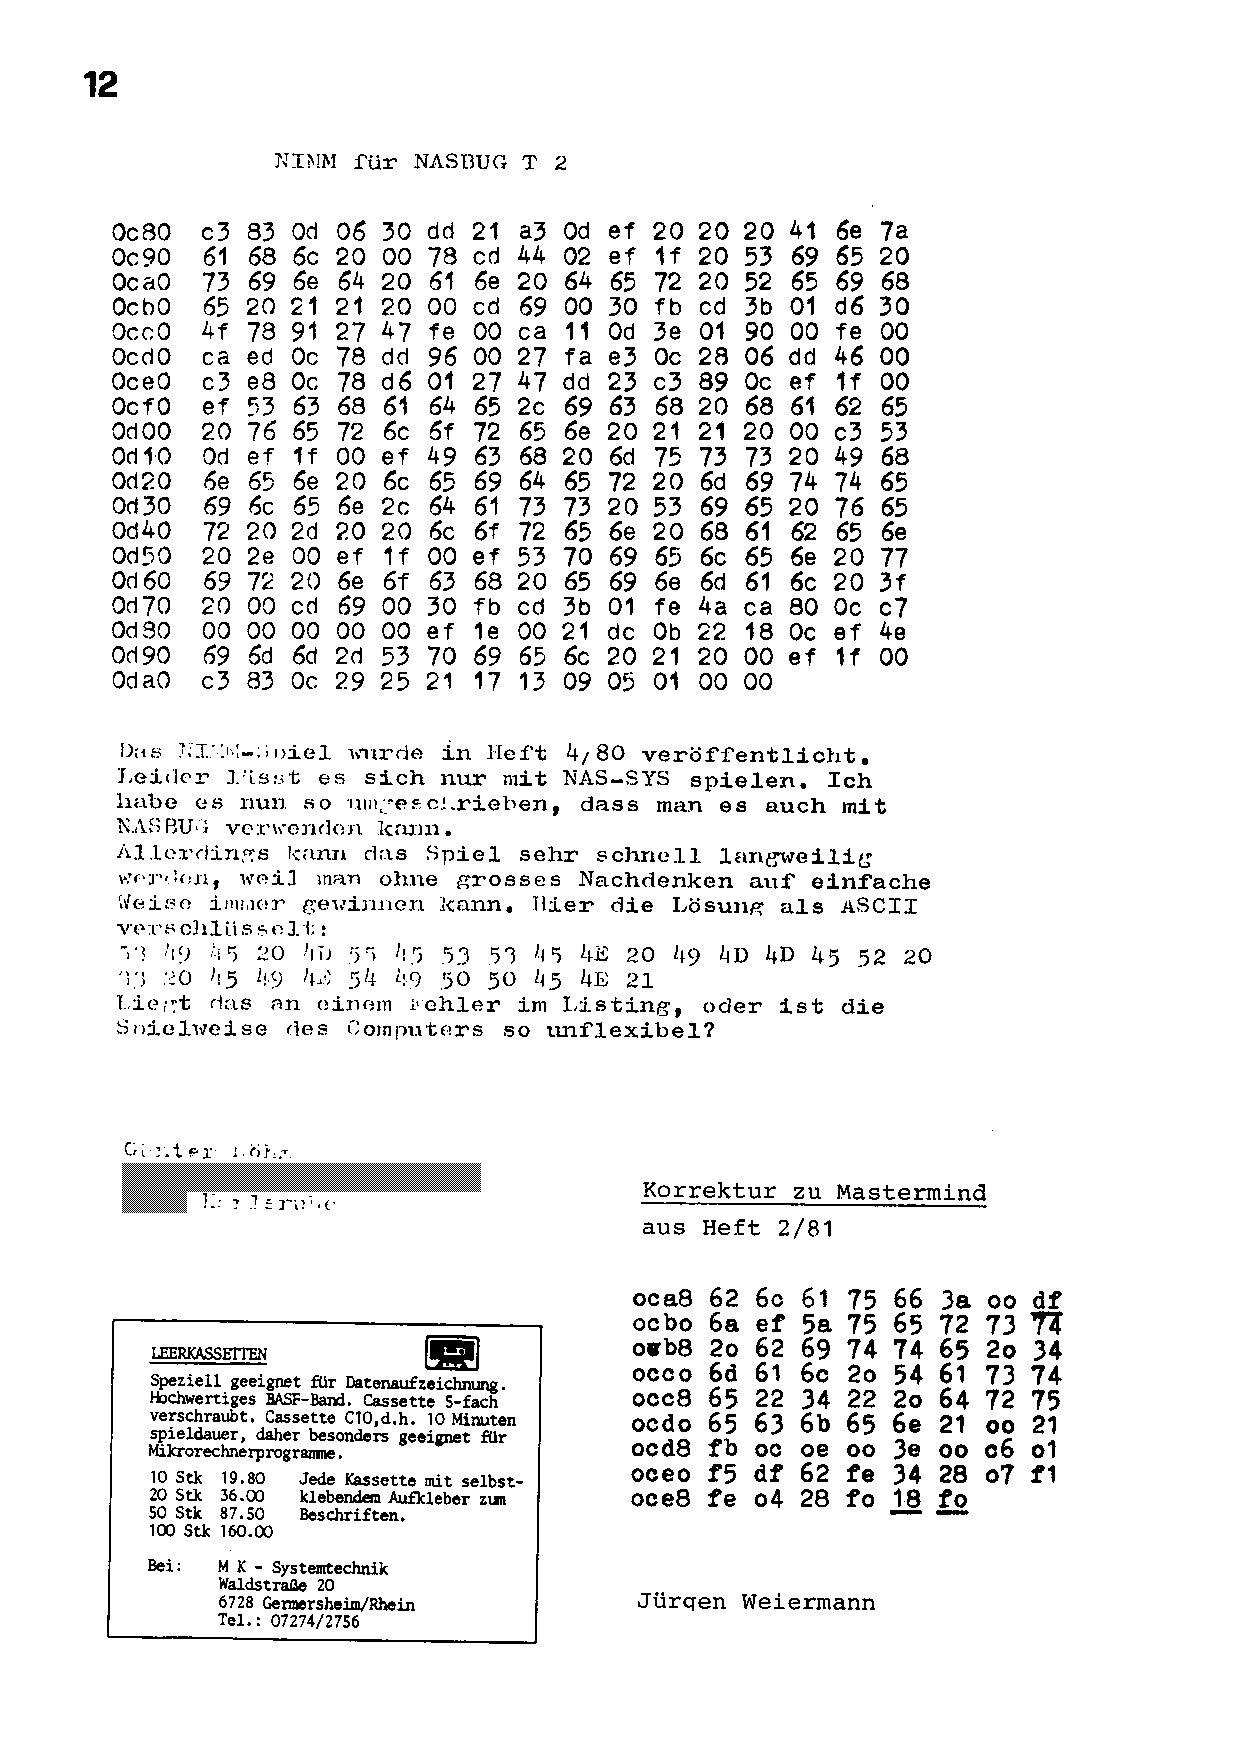 12
NIMM für NASBUG T 2
0c80 c3 83 0d 06 30 dd 21 a3 0d ef 20 20 20 41 6e 7a
0c90 61 68 6c 20 00 78 cd 44 02 ef 1f 20 53 69 65 20
0ca0 73 69 6e 64 20 61 6e 20 64 65 72 20 52 65 69 68
0cb0 65 20 21 21 20 00 cd 69 00 30 fb cd 3b 01 d6 30
0cc0 4f 78 91 27 47 fe 00 ca 11 0d 3e 01 90 00 fe 00
0cd0 ca ed 0c 78 dd 96 00 27 fa e3 0c 28 06 dd 46 00
0ce0 c3 e8 0c 78 d6 01 27 47 dd 23 c3 89 0c ef 1f 00
0cf0 ef 53 63 68 61 64 65 2c 69 63 68 20 68 61 62 65
0d00 20 76 65 72 6c 6f 72 65 6e 20 21 21 20 00 c3 53
0d10 0d ef 1f 00 ef 49 63 68 20 6d 75 73 73 20 49 68
0d20 6e 65 6e 20 6c 65 69 64 65 72 20 6d 69 74 74 65
0d30 69 6c 65 6e 2c 64 61 73 73 20 53 69 65 20 76 65
0d40 72 20 2d 20 20 6c 6f 72 65 6e 20 68 61 62 65 6e
0d50 20 2e 00 ef 1f 00 ef 53 70 69 65 6c 65 6e 20 77
0d60 69 72 20 6e 6f 63 68 20 65 69 6e 6d 61 6c 20 3f
0d70 20 00 cd 69 00 30 fb cd 3b 01 fe 4a ca 80 0c c7
0d80 00 00 00 00 00 ef 1e 00 21 dc 0b 22 18 0c ef 4e
0d90 69 6d 6d 2d 53 70 69 65 6c 20 21 20 00 ef 1f 00
0da0 c3 83 0c 29 25 21 17 13 09 05 01 00 00
Das NIMM-Spiel wurde in Heft 4/80 veröffentlicht.
Leider lässt es sich nur mit NAS-SYS spielen. Ich
habe es nun so umgeschrieben, dass man es auch mit
NASBUG verwenden kann.
Allerdings kann das Spiel sehr schnell langweilig
werden, weil man ohne grosses Nachdenken auf einfache
Weise immer gewinnen kann. Hier die Lösung als ASCII
verschlüsselt:
53 49 45 20 4D 55 45 53 53 45 4E 20 49 4D 4D 45 52 20
33 20 45 49 4E 54 49 50 50 45 4E 21
Liegt das an einem Fehler im Listing, oder ist die
Spielweise des Computers so unflexibel?
Günter
Karlsruhe
Korrektur zu Mastermind
aus Heft 2/81
oca8 62 6c 61 75 66 3a oo df
ocbo 6a ef 5a 75 65 72 73 74
ocb8 2o 62 69 74 74 65 2o 34
occo 6d 61 6c 2o 54 61 73 74
occ8 65 22 34 22 2o 64 72 75
ocdo 65 63 6b 65 6e 21 oo 21
ocd8 fb oc oe oo 3e oo c6 o1
oceo f5 df 62 fe 34 28 o7 f1
oce8 fe o4 28 fo 18 fo
Jürgen Weiermann
LEERKASSETTEN
Speziell geeignet für Datenaufzeichnung.
Hochwertiges BASF-Band. Cassette 5-fach
verschraubt. Cassette C10,d.h. 10 Minuten
spieldauer, daher besonders geeignet für
Mikrorechnerprogramme.
10 Stk 19.80 Jede Kassette mit selbst-
20 Stk 36.00 klebendem Aufkleber zum
50 Stk 87.50 Beschriften.
100 Stk 160.00
Bei: M K - Systemtechnik
Waldstraße 20
6728 Germersheim/Rhein
Tel.: 07274/2756